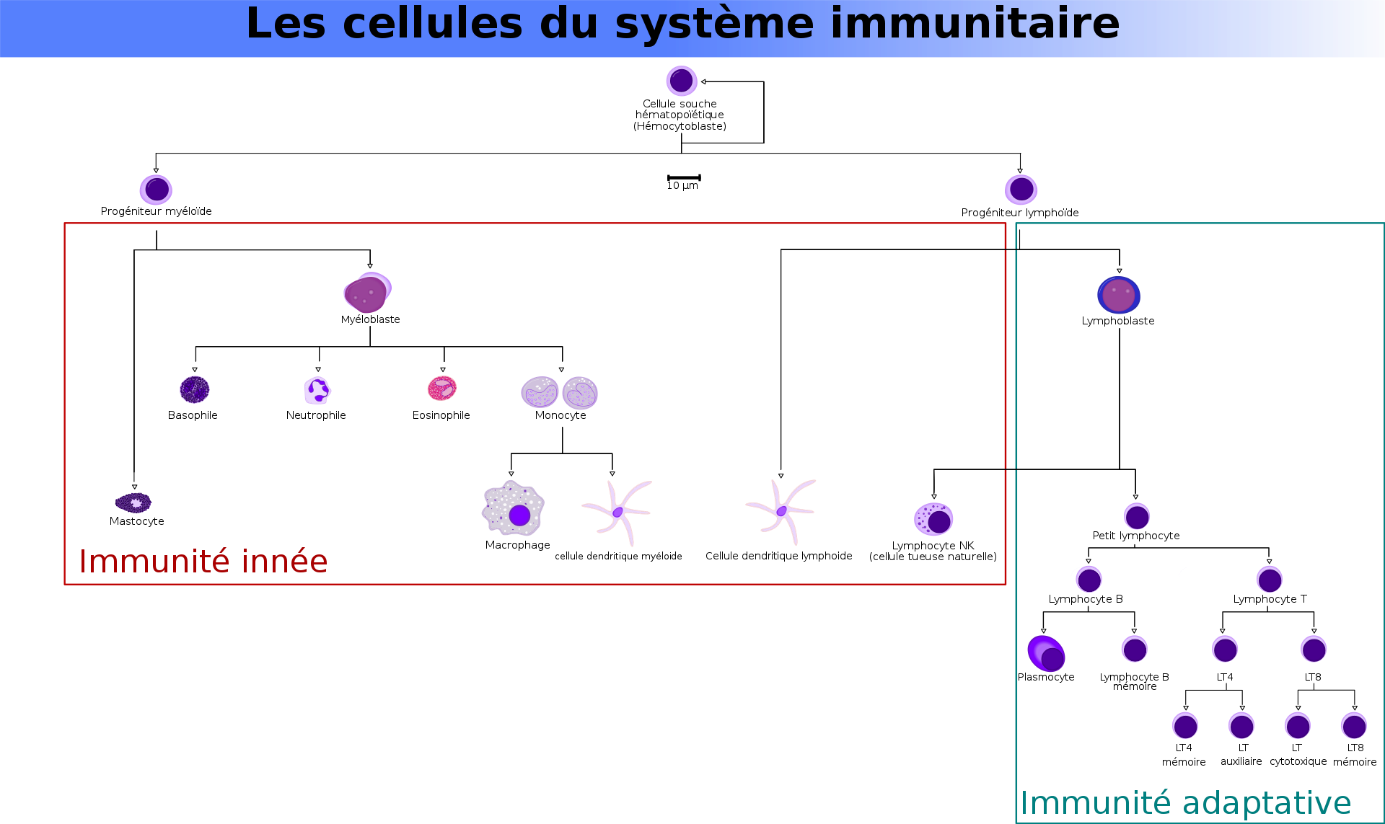 Les cellules du système immunitaire
Cellule souche
hématopoïétique
(Hémocytoblaste)
10 µm
Progéniteur myéloïde
Progéniteur lymphoïde
Myéloblaste
Lymphoblaste
Basophile
Neutrophile
Eosinophile
Monocyte
Mastocyte
Macrophage
cellule dendritique myéloide
Cellule dendritique lymphoide
Lymphocyte NK
(cellule tueuse naturelle)
Petit lymphocyte
Immunité innée
Lymphocyte B
Lymphocyte T
Plasmocyte
Lymphocyte B
mémoire
LT4
LT8
LT4
mémoire
LT
auxiliaire
LT
cytotoxique
LT8
mémoire
Immunité adaptative